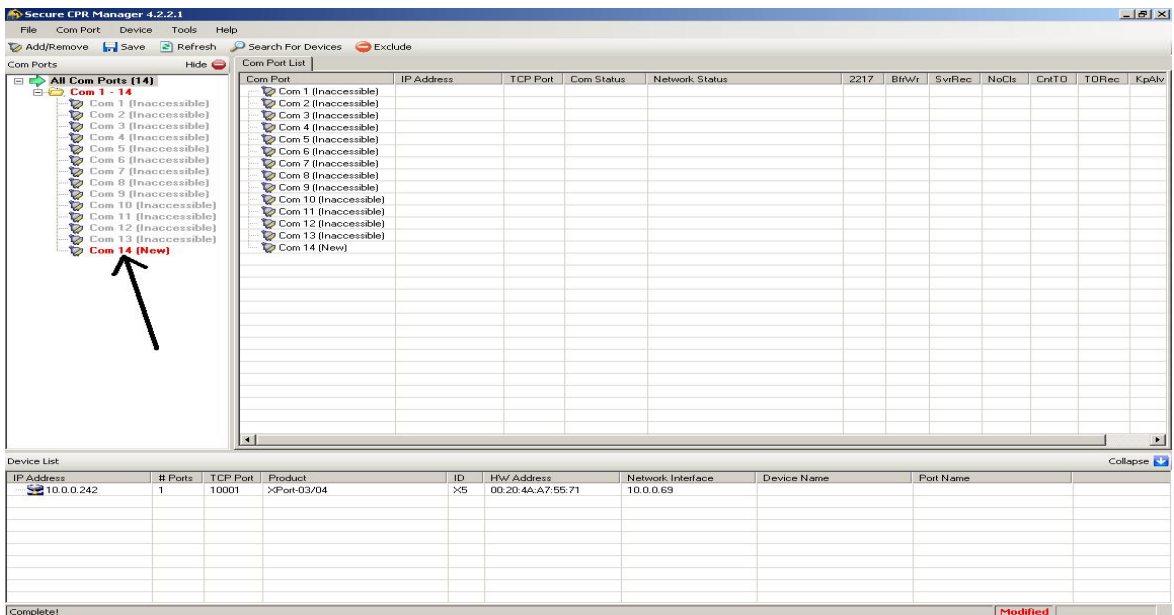 Secure CPR Manager 4.2.2.1
File Com Port Device Tools Help
Add/Remove Save Refresh Search For Devices Exclude
Com Ports Hide
All Com Ports (14)
Com 1 - 14
Com 1 (Inaccessible)
Com 2 (Inaccessible)
Com 3 (Inaccessible)
Com 4 (Inaccessible)
Com 5 (Inaccessible)
Com 6 (Inaccessible)
Com 7 (Inaccessible)
Com 8 (Inaccessible)
Com 9 (Inaccessible)
Com 10 (Inaccessible)
Com 11 (Inaccessible)
Com 12 (Inaccessible)
Com 13 (Inaccessible)
Com 14 (New)
Com Port List
Com Port IP Address TCP Port Com Status Network Status 2217 BfrWr SvrRec NoCls CntTO TORec KpAlv
Com 1 (Inaccessible)
Com 2 (Inaccessible)
Com 3 (Inaccessible)
Com 4 (Inaccessible)
Com 5 (Inaccessible)
Com 6 (Inaccessible)
Com 7 (Inaccessible)
Com 8 (Inaccessible)
Com 9 (Inaccessible)
Com 10 (Inaccessible)
Com 11 (Inaccessible)
Com 12 (Inaccessible)
Com 13 (Inaccessible)
Com 14 (New)
Device List Collapse
IP Address # Ports TCP Port Product ID HW Address Network Interface Device Name Port Name
10.0.0.242 1 10001 XPort-03/04 X5 00:20:4A:A7:55:71 10.0.0.69
Complete! Modified